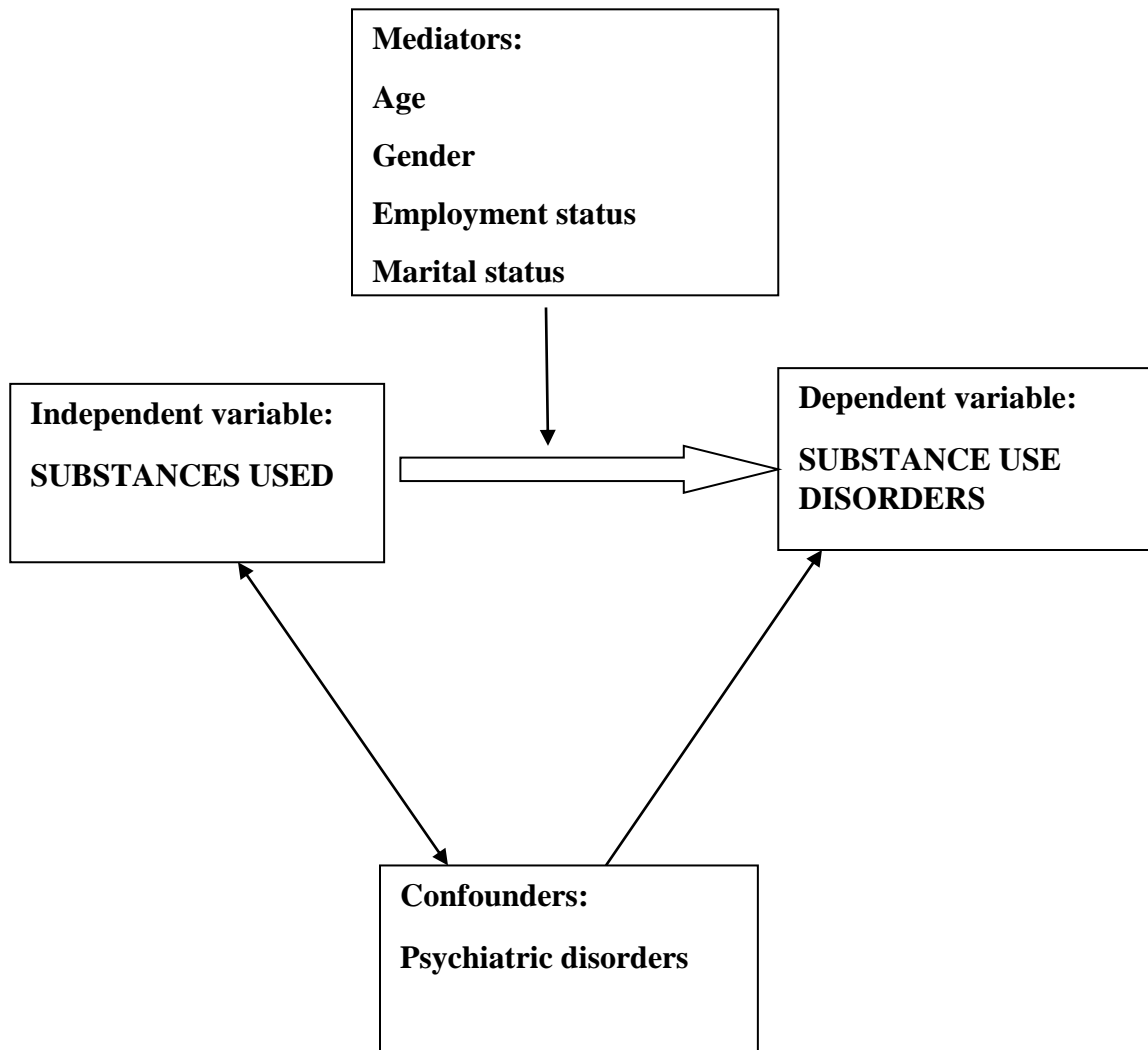 Mediators:
Age
Gender
Employment status
Marital status
Independent variable:
SUBSTANCES USED
Dependent variable:
SUBSTANCE USE
DISORDERS
Confounders:
Psychiatric disorders